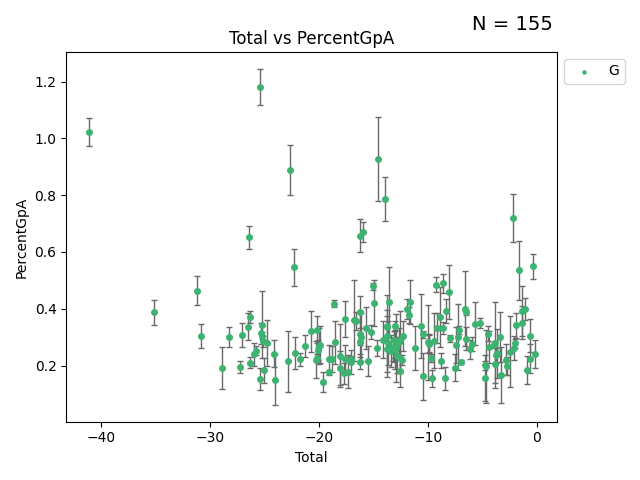 N = 155
Total vs PercentGpA
G
PercentGpA
1.2
1.0
0.8
0.6
0.4
0.2
−40
−30
−20
−10
0
Total